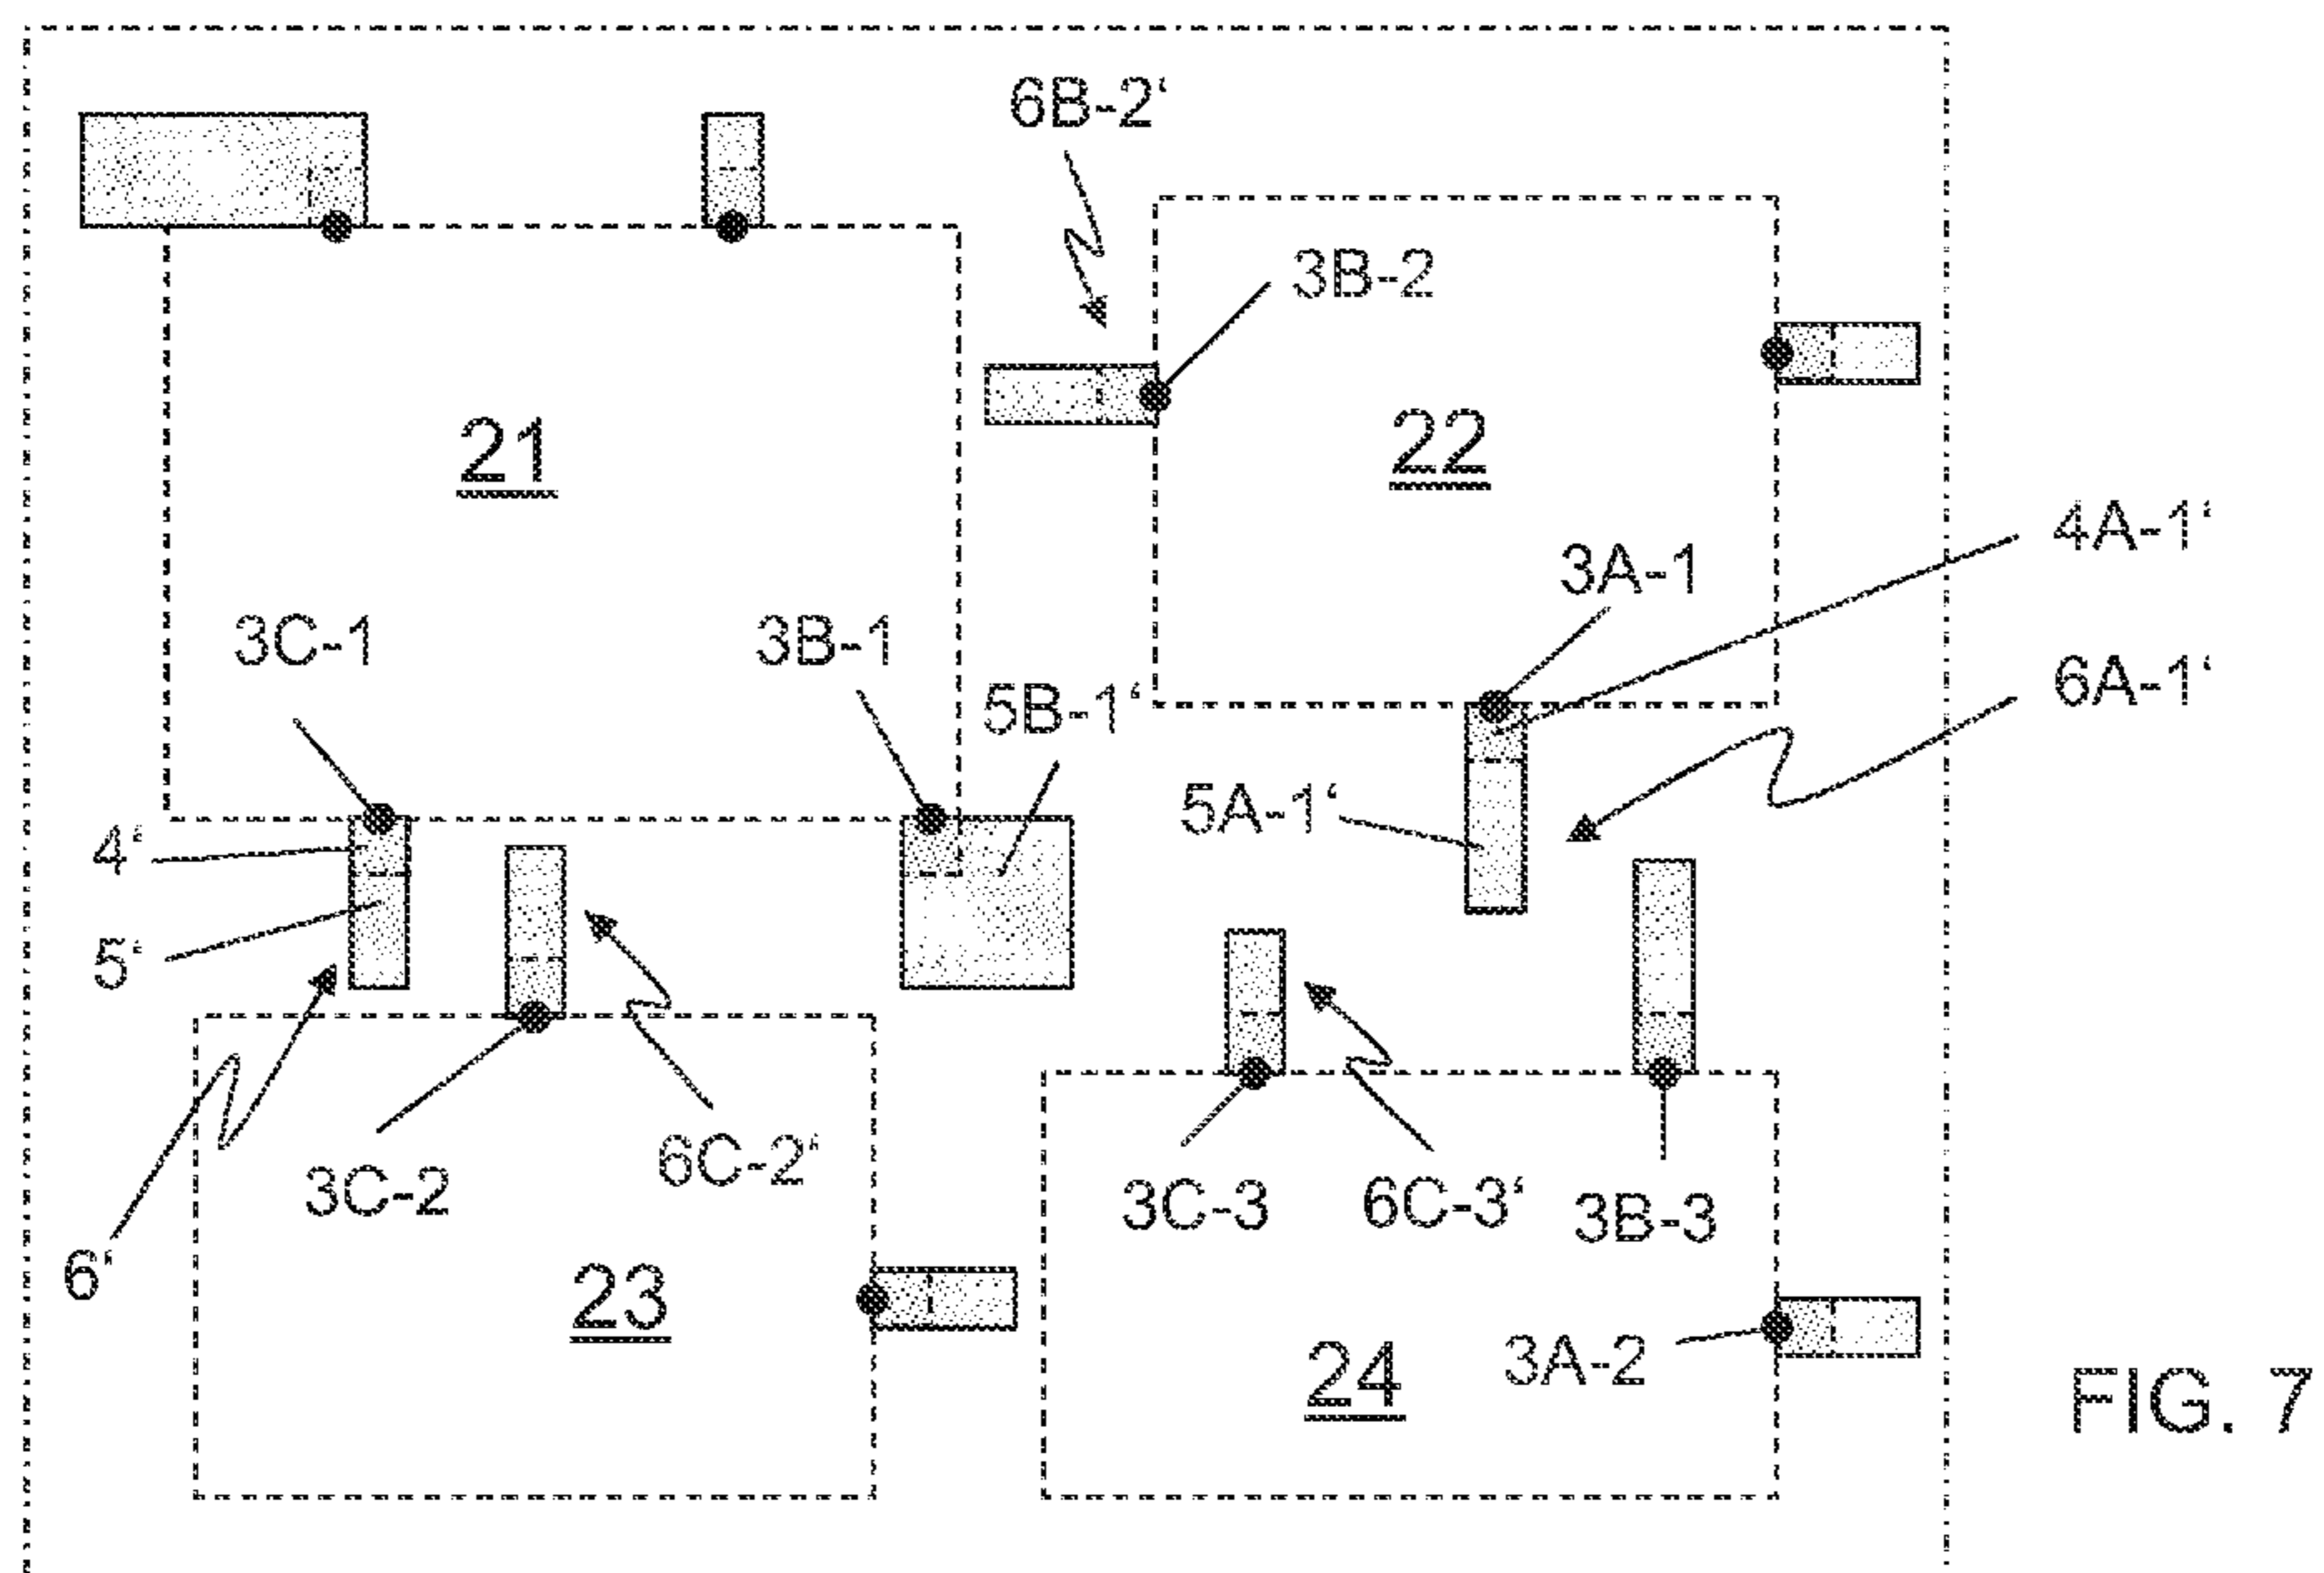 6B-2‘
3B-2
21
22
4A-1‘
3A-1
3C-1
3B-1
6A-1‘
5B-1‘
5A-1‘
4‘
5‘
6C-2‘
3C-2
3C-3
6C-3‘
3B-3
6‘
23
3A-2
24
FIG. 7